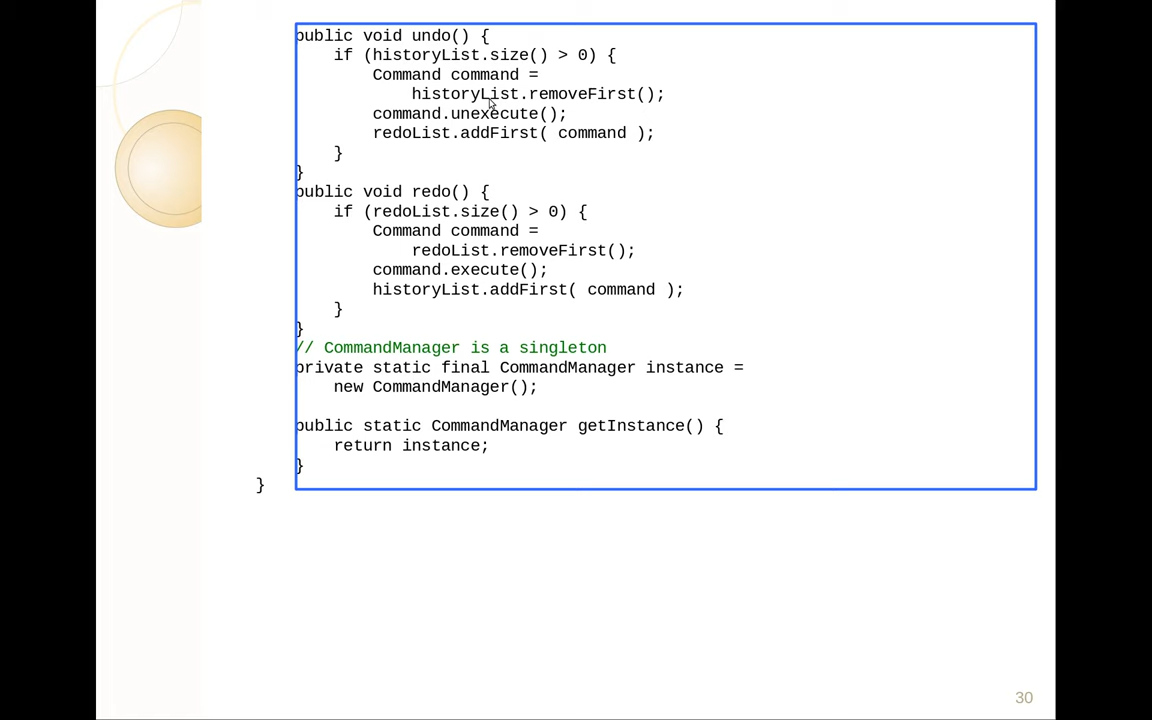 public void undo() {
    if (historyList.size() > 0) {
        Command command =
            historyList.removeFirst();
        command.unexecute();
        redoList.addFirst( command );
    }
}
public void redo() {
    if (redoList.size() > 0) {
        Command command =
            redoList.removeFirst();
        command.execute();
        historyList.addFirst( command );
    }
}
// CommandManager is a singleton
private static final CommandManager instance =
    new CommandManager();
public static CommandManager getInstance() {
    return instance;
}
}
30